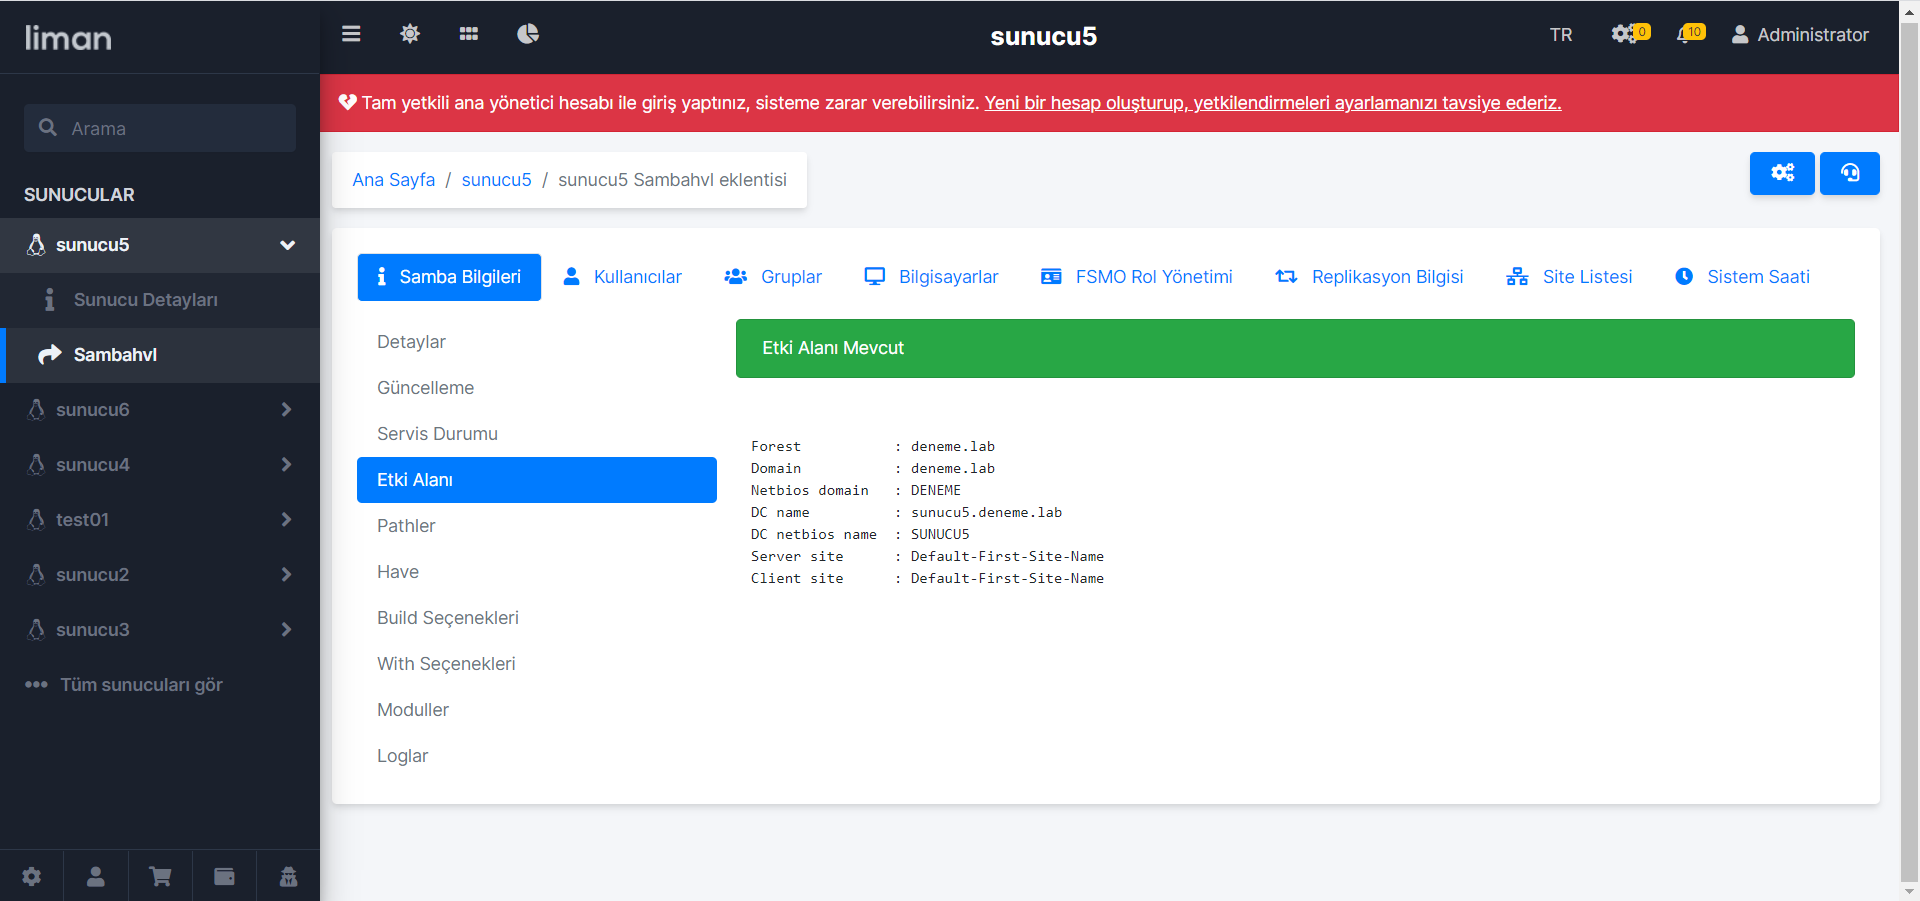 liman
sunucu5
TR
0
10
Administrator
Tam yetkili ana yönetici hesabı ile giriş yaptınız, sisteme zarar verebilirsiniz. Yeni bir hesap oluşturup, yetkilendirmeleri ayarlamanızı tavsiye ederiz.
Arama
SUNUCULAR
sunucu5
Sunucu Detayları
Sambahvl
sunucu6
sunucu4
test01
sunucu2
sunucu3
Tüm sunucuları gör
Ana Sayfa / sunucu5 / sunucu5 Sambahvl eklentisi
Samba Bilgileri
Kullanıcılar
Gruplar
Bilgisayarlar
FSMO Rol Yönetimi
Replikasyon Bilgisi
Site Listesi
Sistem Saati
Detaylar
Güncelleme
Servis Durumu
Etki Alanı
Pathler
Have
Build Seçenekleri
With Seçenekleri
Moduller
Loglar
Etki Alanı Mevcut
Forest : deneme.lab
Domain : deneme.lab
Netbios domain : DENEME
DC name : sunucu5.deneme.lab
DC netbios name : SUNUCU5
Server site : Default-First-Site-Name
Client site : Default-First-Site-Name